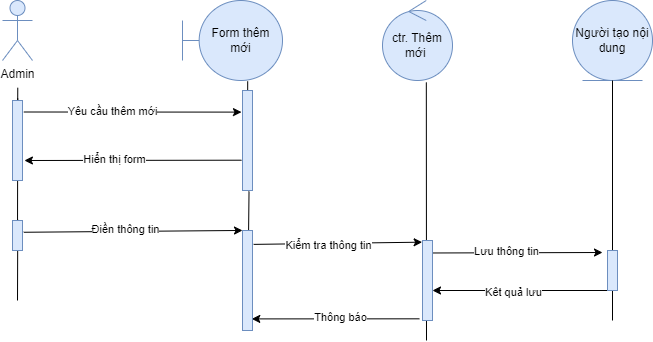 Form thêm
mới
ctr. Thêm
mới
Người tạo nội
dung
Admin
Yêu cầu thêm mới
Hiển thị form
Điền thông tin
Kiểm tra thông tin
Lưu thông tin
Kết quả lưu
Thông báo